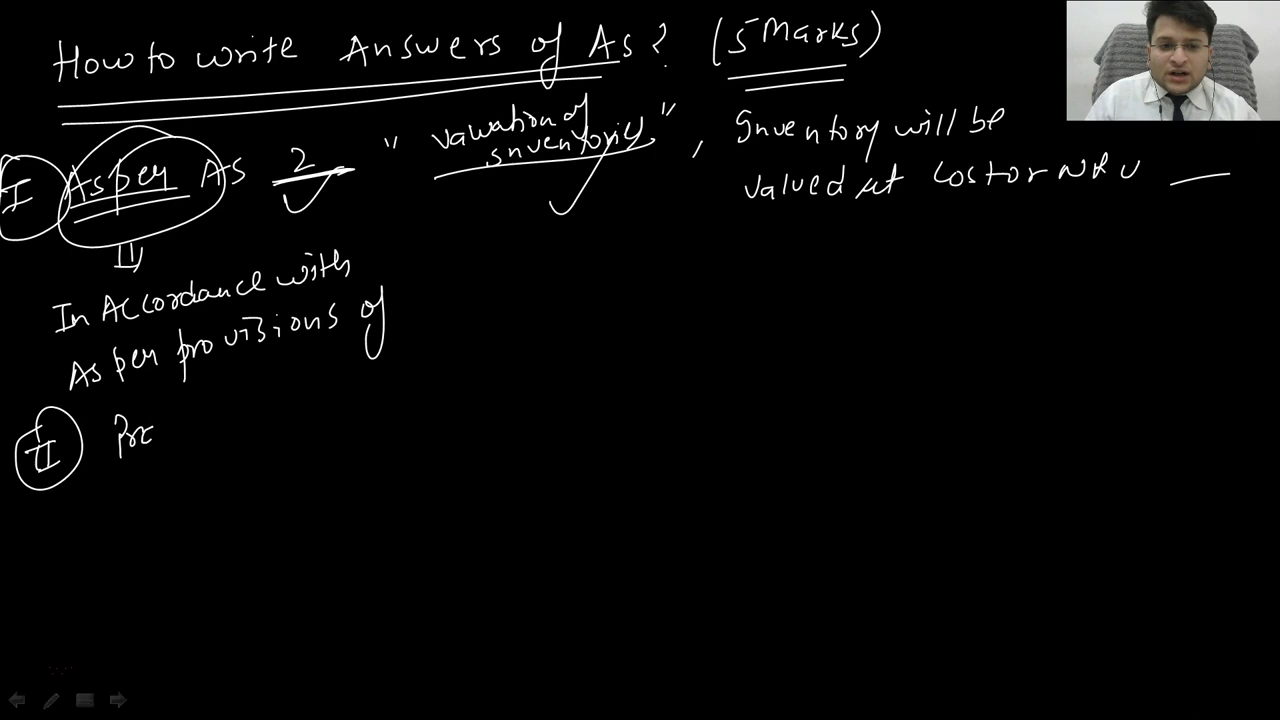 How to write Answers of As? (5 Marks)
I As per AS 2 " valuation of inventories ", Inventory will be
valued at cost or NRV —
II
In Accordance with
As per provisions of
II Pre